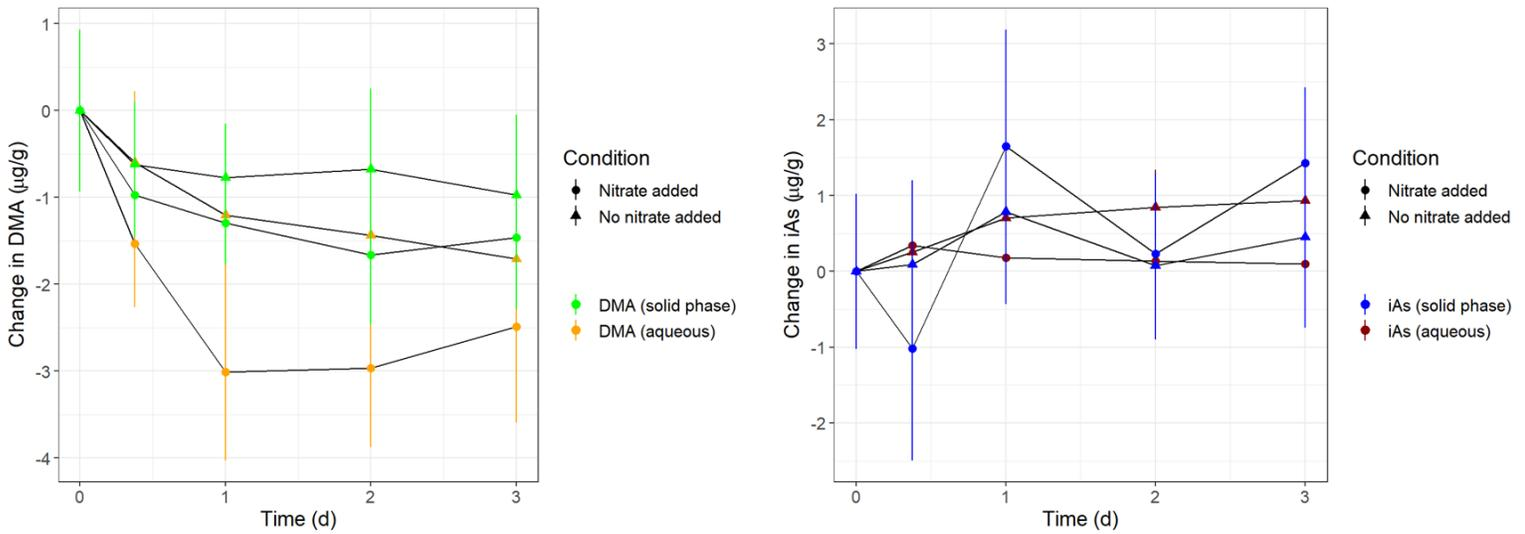 Change in DMA (µg/g)
1
0
-1
-2
-3
-4
0 1 2 3
Time (d)
Condition
Nitrate added
No nitrate added
DMA (solid phase)
DMA (aqueous)
Change in iAs (µg/g)
3
2
1
0
-1
-2
0 1 2 3
Time (d)
Condition
Nitrate added
No nitrate added
iAs (solid phase)
iAs (aqueous)